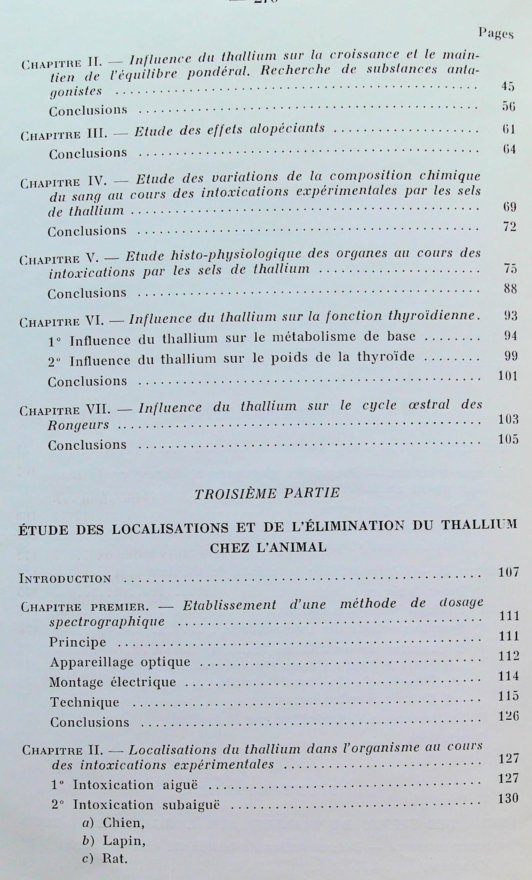 Pages
CHAPITRE II. — Influence du thallium sur la croissance et le main-
tien de l'équilibre pondéral. Recherche de substances anta-
gonistes ........ 45
Conclusions ........ 56
CHAPITRE III. — Etude des effets alopéciants ........ 61
Conclusions ........ 64
CHAPITRE IV. — Etude des variations de la composition chimique
du sang au cours des intoxications expérimentales par les sels
de thallium ........ 69
Conclusions ........ 72
CHAPITRE V. — Etude histo-physiologique des organes au cours des
intoxications par les sels de thallium ........ 75
Conclusions ........ 88
CHAPITRE VI. — Influence du thallium sur la fonction thyroïdienne. 93
1° Influence du thallium sur le métabolisme de base ........ 94
2° Influence du thallium sur le poids de la thyroïde ........ 99
Conclusions ........ 101
CHAPITRE VII. — Influence du thallium sur le cycle œstral des
Rongeurs ........ 103
Conclusions ........ 105
TROISIÈME PARTIE
ÉTUDE DES LOCALISATIONS ET DE L'ÉLIMINATION DU THALLIUM
CHEZ L'ANIMAL
INTRODUCTION ........ 107
CHAPITRE PREMIER. — Etablissement d'une méthode de dosage
spectrographique ........ 111
Principe ........ 111
Appareillage optique ........ 112
Montage électrique ........ 114
Technique ........ 115
Conclusions ........ 126
CHAPITRE II. — Localisations du thallium dans l'organisme au cours
des intoxications expérimentales ........ 127
1° Intoxication aiguë ........ 127
2° Intoxication subaiguë ........ 130
a) Chien,
b) Lapin,
c) Rat.